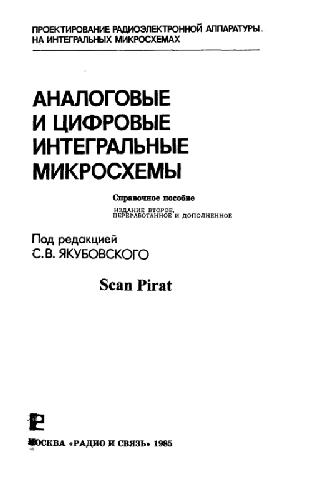 ПРОЕКТИРОВАНИЕ РАДИОЭЛЕКТРОННОЙ АППАРАТУРЫ
НА ИНТЕГРАЛЬНЫХ МИКРОСХЕМАХ
АНАЛОГОВЫЕ
И ЦИФРОВЫЕ
ИНТЕГРАЛЬНЫЕ
МИКРОСХЕМЫ
Справочное пособие
ИЗДАНИЕ ВТОРОЕ,
ПЕРЕРАБОТАННОЕ И ДОПОЛНЕННОЕ
Под редакцией
С.В. ЯКУБОВСКОГО
Scan Pirat
МОСКВА «РАДИО И СВЯЗЬ» 1985